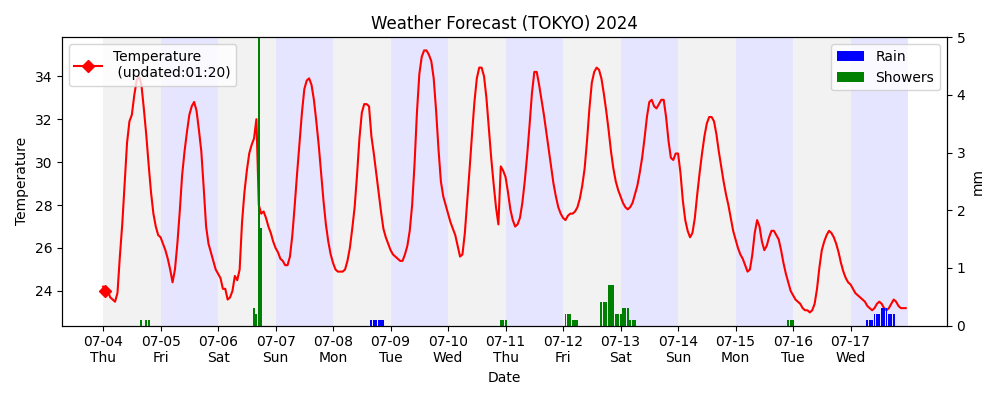 Weather Forecast (TOKYO) 2024
Temperature
(updated:01:20)
Rain
Showers
Temperature
34
32
30
28
26
24
5
4
3
2
1
0
mm
07-04 07-05 07-06 07-07 07-08 07-09 07-10 07-11 07-12 07-13 07-14 07-15 07-16 07-17
Thu Fri Sat Sun Mon Tue Wed Thu Fri Sat Sun Mon Tue Wed
Date